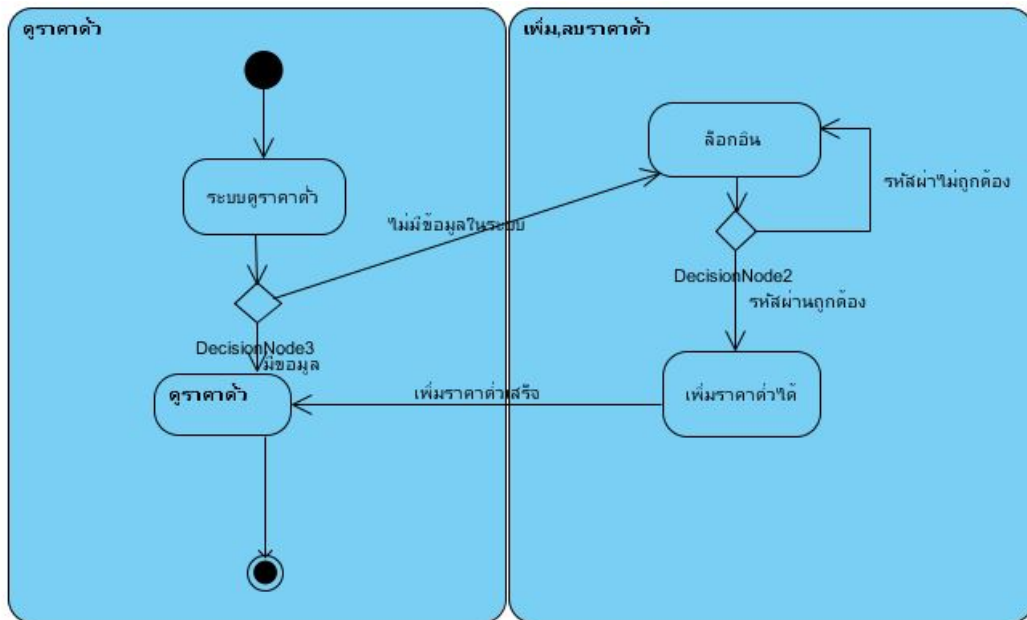 ดูราคาตั๋ว
เพิ่ม,ลบราคาตั๋ว
ล๊อกอิน
รหัสผ่าไม่ถูกต้อง
ระบบดูราคาตั๋ว
ไม่มีข้อมูลในระบบ
DecisionNode2
รหัสผ่านถูกต้อง
DecisionNode3
มีข้อมูล
ดูราคาตั๋ว
เพิ่มราคาตั๋วเสร็จ
เพิ่มราคาตั๋วได้